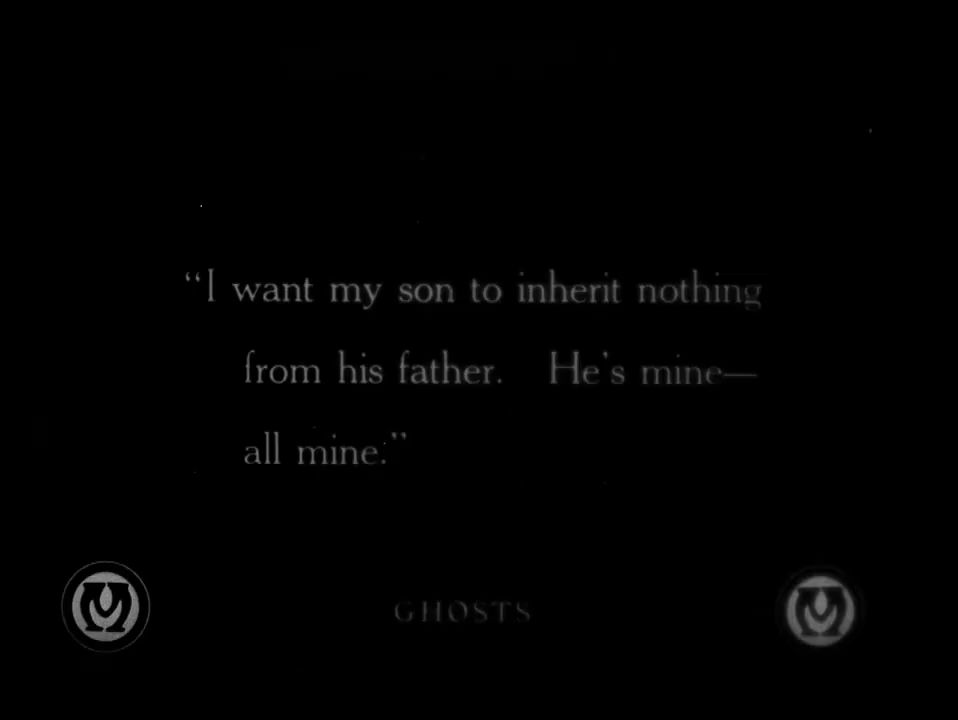 “I want my son to inherit nothing
from his father. He's mine—
all mine.”
GHOSTS